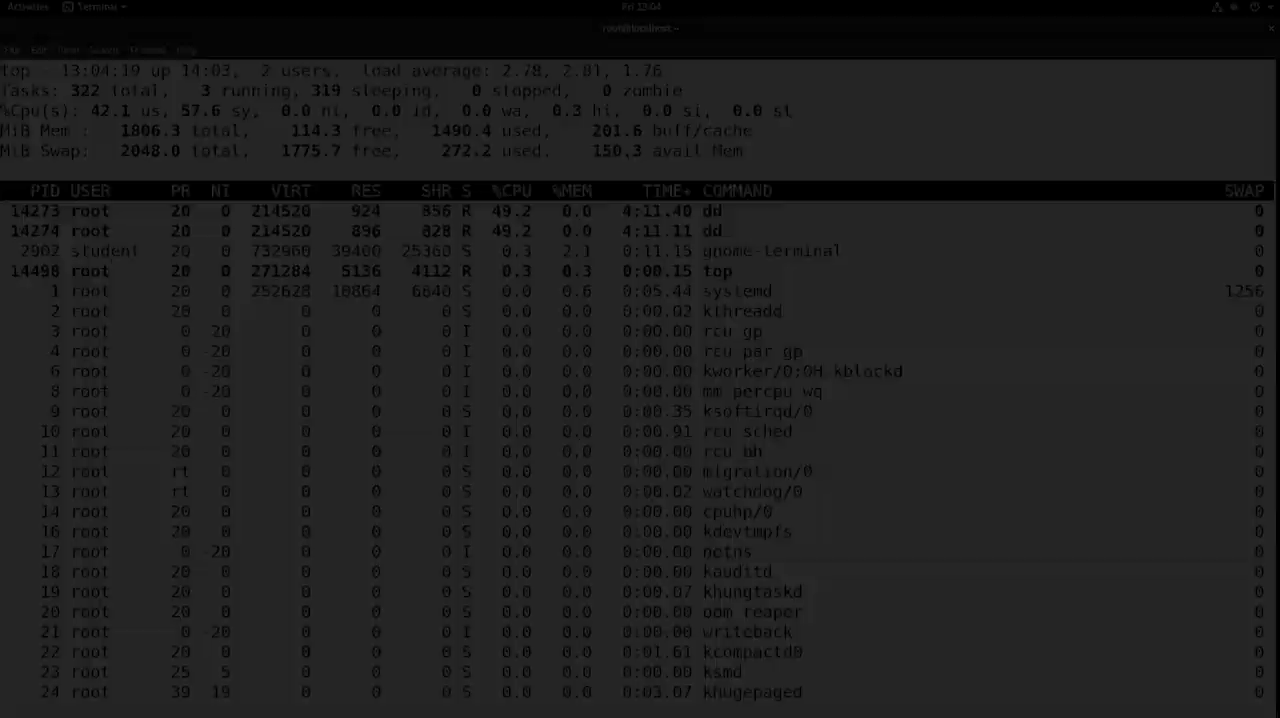 Activities Terminal Fri 13:04
root@localhost:~
File Edit View Search Terminal Help
top - 13:04:19 up 14:03, 2 users, load average: 2.78, 2.81, 1.76
Tasks: 322 total, 3 running, 319 sleeping, 0 stopped, 0 zombie
%Cpu(s): 42.1 us, 57.6 sy, 0.0 ni, 0.0 id, 0.0 wa, 0.3 hi, 0.0 si, 0.0 st
MiB Mem : 1806.3 total, 114.3 free, 1490.4 used, 201.6 buff/cache
MiB Swap: 2048.0 total, 1775.7 free, 272.2 used, 150.3 avail Mem
PID USER PR NI VIRT RES SHR S %CPU %MEM TIME+ COMMAND SWAP
14273 root 20 0 214520 924 856 R 49.2 0.0 4:11.40 dd 0
14274 root 20 0 214520 896 828 R 49.2 0.0 4:11.11 dd 0
2902 student 20 0 732960 39400 25360 S 0.3 2.1 0:11.15 gnome-terminal 0
14498 root 20 0 271284 5136 4112 R 0.3 0.3 0:00.15 top 0
1 root 20 0 252628 10864 6640 S 0.0 0.6 0:05.44 systemd 1256
2 root 20 0 0 0 0 S 0.0 0.0 0:00.02 kthreadd 0
3 root 0 -20 0 0 0 I 0.0 0.0 0:00.00 rcu_gp 0
4 root 0 -20 0 0 0 I 0.0 0.0 0:00.00 rcu_par_gp 0
6 root 0 -20 0 0 0 I 0.0 0.0 0:00.00 kworker/0:0H kblockd 0
8 root 0 -20 0 0 0 I 0.0 0.0 0:00.00 mm_percpu_wq 0
9 root 20 0 0 0 0 S 0.0 0.0 0:00.35 ksoftirqd/0 0
10 root 20 0 0 0 0 I 0.0 0.0 0:00.91 rcu_sched 0
11 root 20 0 0 0 0 I 0.0 0.0 0:00.00 rcu_bh 0
12 root rt 0 0 0 0 S 0.0 0.0 0:00.00 migration/0 0
13 root rt 0 0 0 0 S 0.0 0.0 0:00.02 watchdog/0 0
14 root 20 0 0 0 0 S 0.0 0.0 0:00.00 cpuhp/0 0
16 root 20 0 0 0 0 S 0.0 0.0 0:00.00 kdevtmpfs 0
17 root 0 -20 0 0 0 I 0.0 0.0 0:00.00 netns 0
18 root 20 0 0 0 0 S 0.0 0.0 0:00.00 kauditd 0
19 root 20 0 0 0 0 S 0.0 0.0 0:00.07 khungtaskd 0
20 root 20 0 0 0 0 S 0.0 0.0 0:00.00 oom_reaper 0
21 root 0 -20 0 0 0 I 0.0 0.0 0:00.00 writeback 0
22 root 20 0 0 0 0 S 0.0 0.0 0:01.61 kcompactd0 0
23 root 25 5 0 0 0 S 0.0 0.0 0:00.00 ksmd 0
24 root 39 19 0 0 0 S 0.0 0.0 0:03.07 khugepaged 0